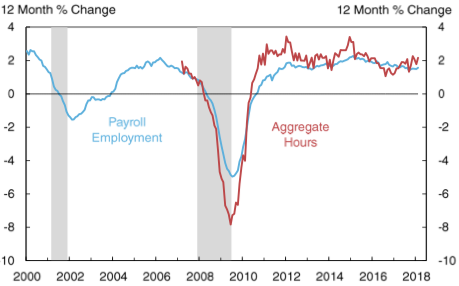 12 Month % Change 12 Month % Change
4 4
2 2
0 0
-2 -2
-4 -4
-6 -6
-8 -8
-10 -10
Payroll
Employment
Aggregate
Hours
2000 2002 2004 2006 2008 2010 2012 2014 2016 2018